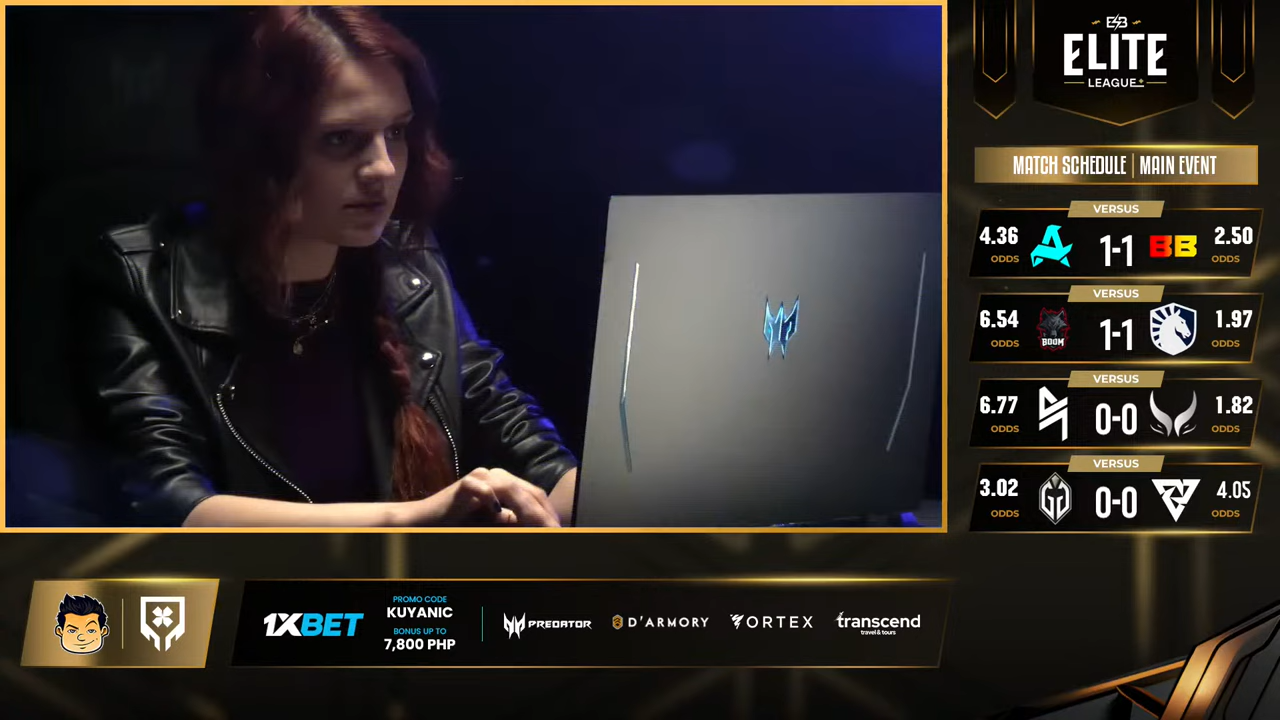 ESB
ELITE
LEAGUE
MATCH SCHEDULE | MAIN EVENT
VERSUS
4.36
ODDS
1-1
BB
2.50
ODDS
VERSUS
6.54
ODDS
BOOM
1-1
1.97
ODDS
VERSUS
6.77
ODDS
0-0
1.82
ODDS
VERSUS
3.02
ODDS
GG
0-0
4.05
ODDS
1XBET
PROMO CODE
KUYANIC
BONUS UP TO
7,800 PHP
PREDATOR
D'ARMORY
VORTEX
transcend
travel & tours